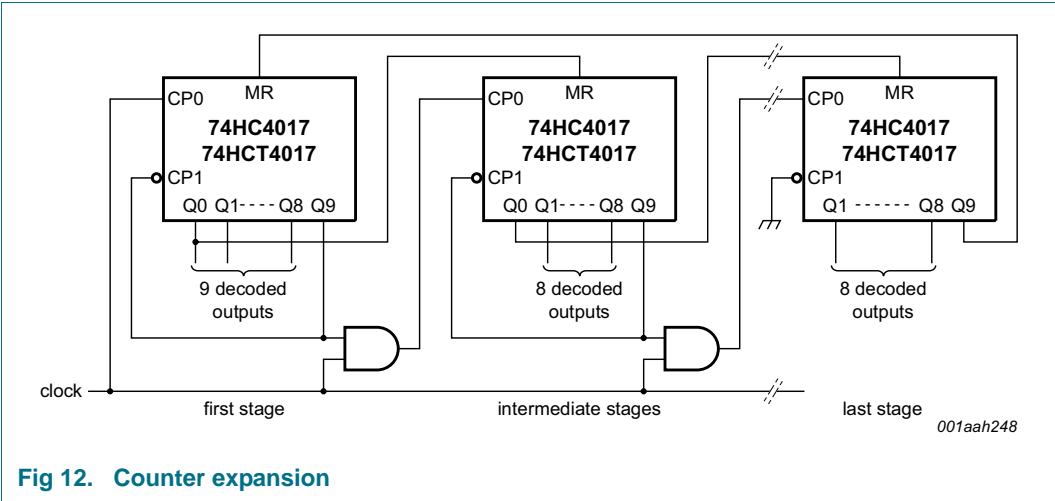 CP0 MR
74HC4017
74HCT4017
CP1
Q0 Q1 - - - - Q8 Q9
9 decoded
outputs
CP0 MR
74HC4017
74HCT4017
CP1
Q0 Q1 - - - - Q8 Q9
8 decoded
outputs
CP0 MR
74HC4017
74HCT4017
CP1
Q1 - - - - - - Q8 Q9
8 decoded
outputs
clock
first stage
intermediate stages
last stage
001aah248
Fig 12. Counter expansion